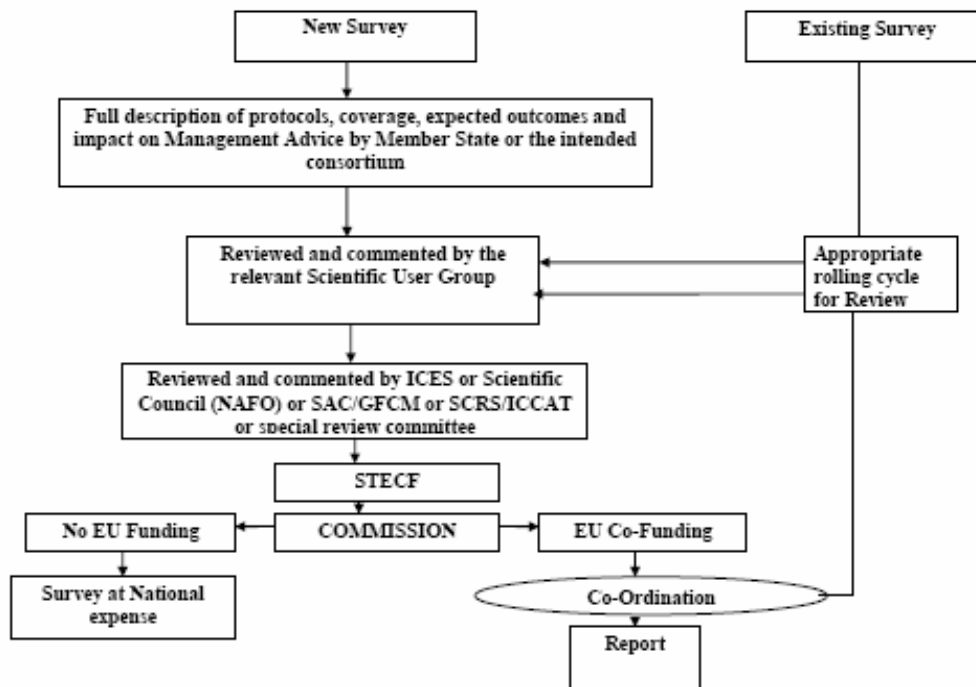 New Survey
Existing Survey
Full description of protocols, coverage, expected outcomes and
impact on Management Advice by Member State or the intended
consortium
Reviewed and commented by the
relevant Scientific User Group
Appropriate
rolling cycle
for Review
Reviewed and commented by ICES or Scientific
Council (NAFO) or SAC/GFCM or SCRS/ICCAT
or special review committee
STECF
No EU Funding
COMMISSION
EU Co-Funding
Survey at National
expense
Co-Ordination
Report